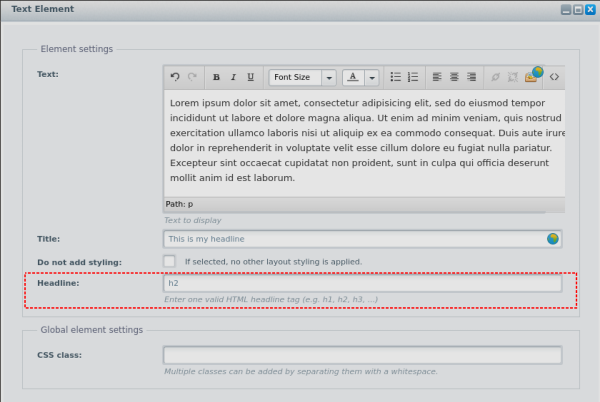 Text Element
Element settings
Text:
B I U Font Size A
Lorem ipsum dolor sit amet, consectetur adipisicing elit, sed do eiusmod tempor
incididunt ut labore et dolore magna aliqua. Ut enim ad minim veniam, quis nostrud
exercitation ullamco laboris nisi ut aliquip ex ea commodo consequat. Duis aute irure
dolor in reprehenderit in voluptate velit esse cillum dolore eu fugiat nulla pariatur.
Excepteur sint occaecat cupidatat non proident, sunt in culpa qui officia deserunt
mollit anim id est laborum.
Path: p
Text to display
Title: This is my headline
Do not add styling: If selected, no other layout styling is applied.
Headline: h2
Enter one valid HTML headline tag (e.g. h1, h2, h3, ...)
Global element settings
CSS class:
Multiple classes can be added by separating them with a whitespace.